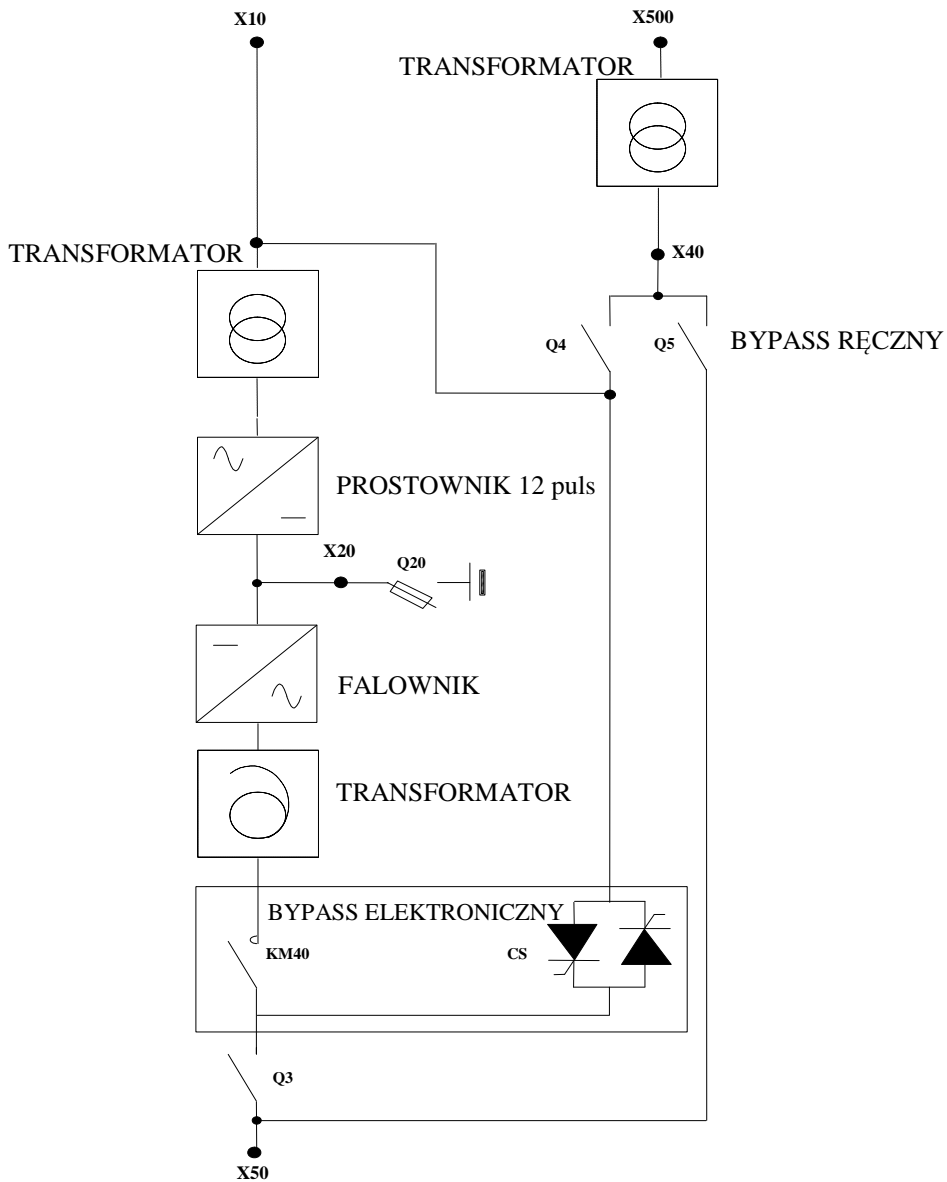 X10
X500
TRANSFORMATOR
TRANSFORMATOR
X40
Q4
Q5
BYPASS RĘCZNY
PROSTOWNIK 12 puls
X20
Q20
FALOWNIK
TRANSFORMATOR
BYPASS ELEKTRONICZNY
KM40
CS
Q3
X50